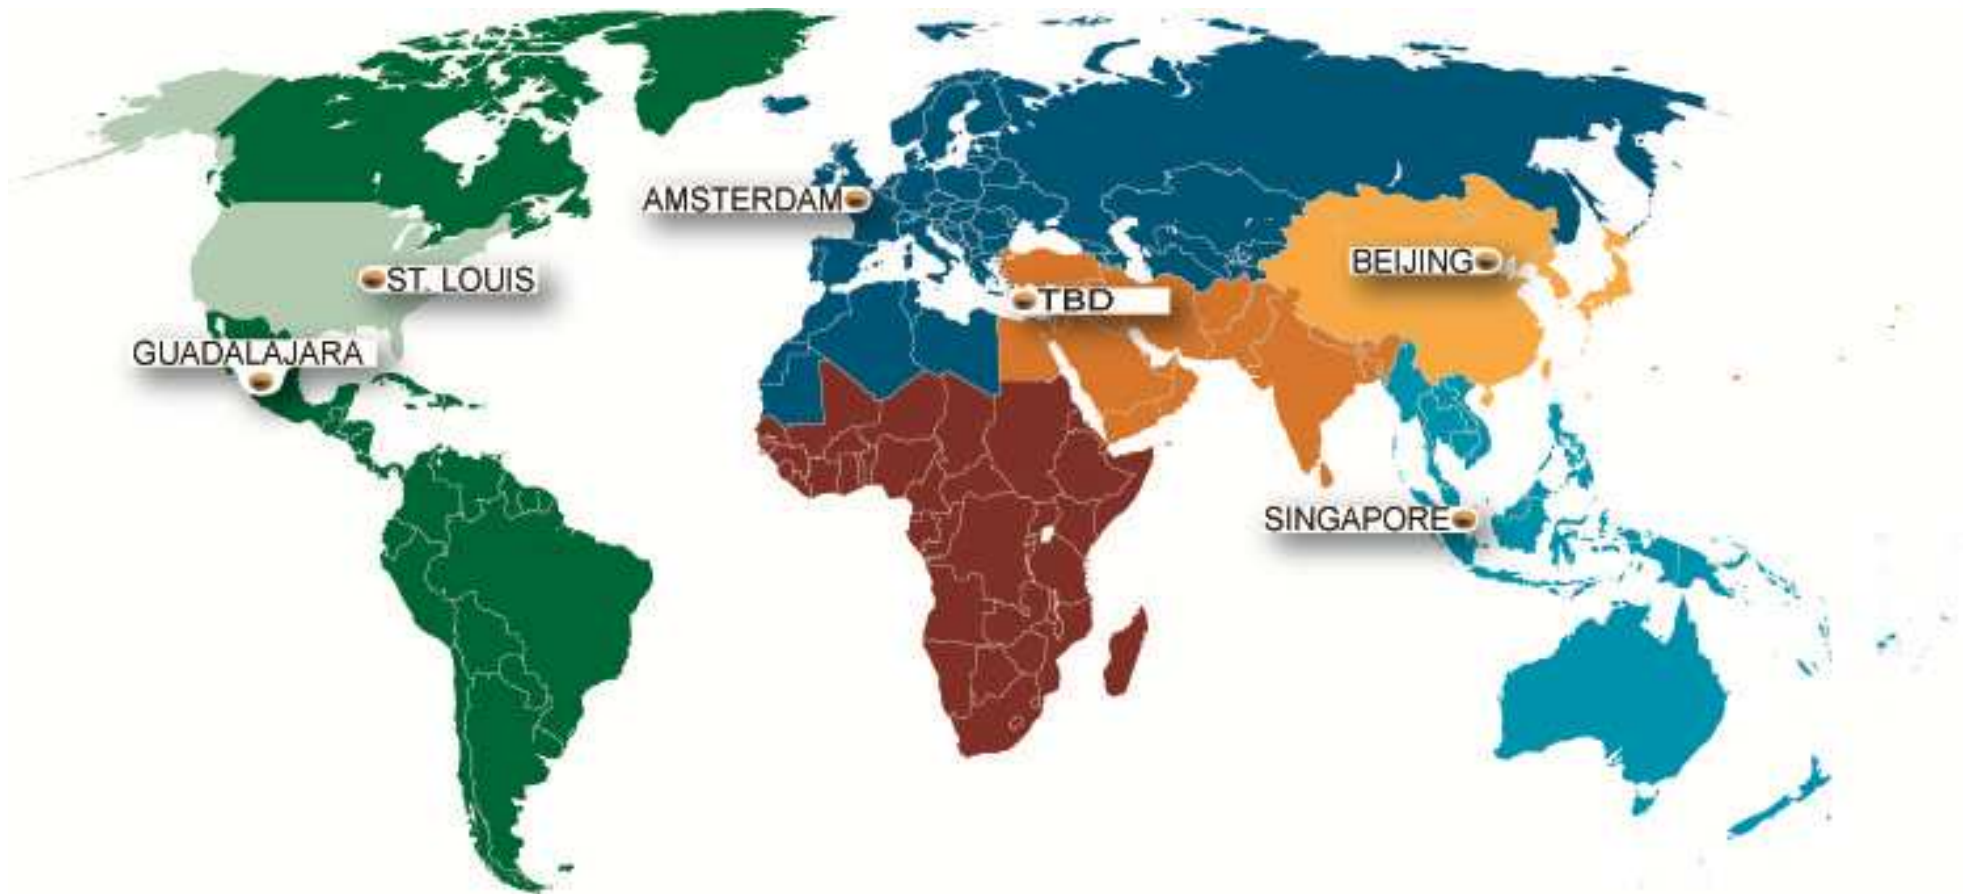 AMSTERDAM
BEIJING
ST. LOUIS
TBD
GUADALAJARA
SINGAPORE